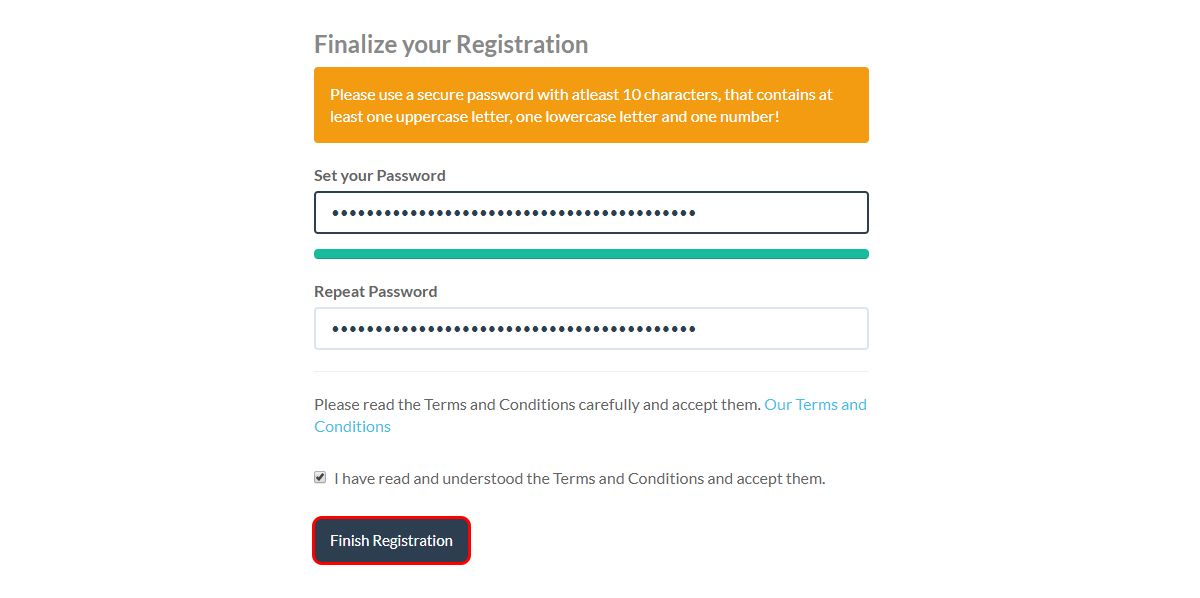 Finalize your Registration
Please use a secure password with atleast 10 characters, that contains at
least one uppercase letter, one lowercase letter and one number!
Set your Password
Repeat Password
Please read the Terms and Conditions carefully and accept them. Our Terms and
Conditions
I have read and understood the Terms and Conditions and accept them.
Finish Registration